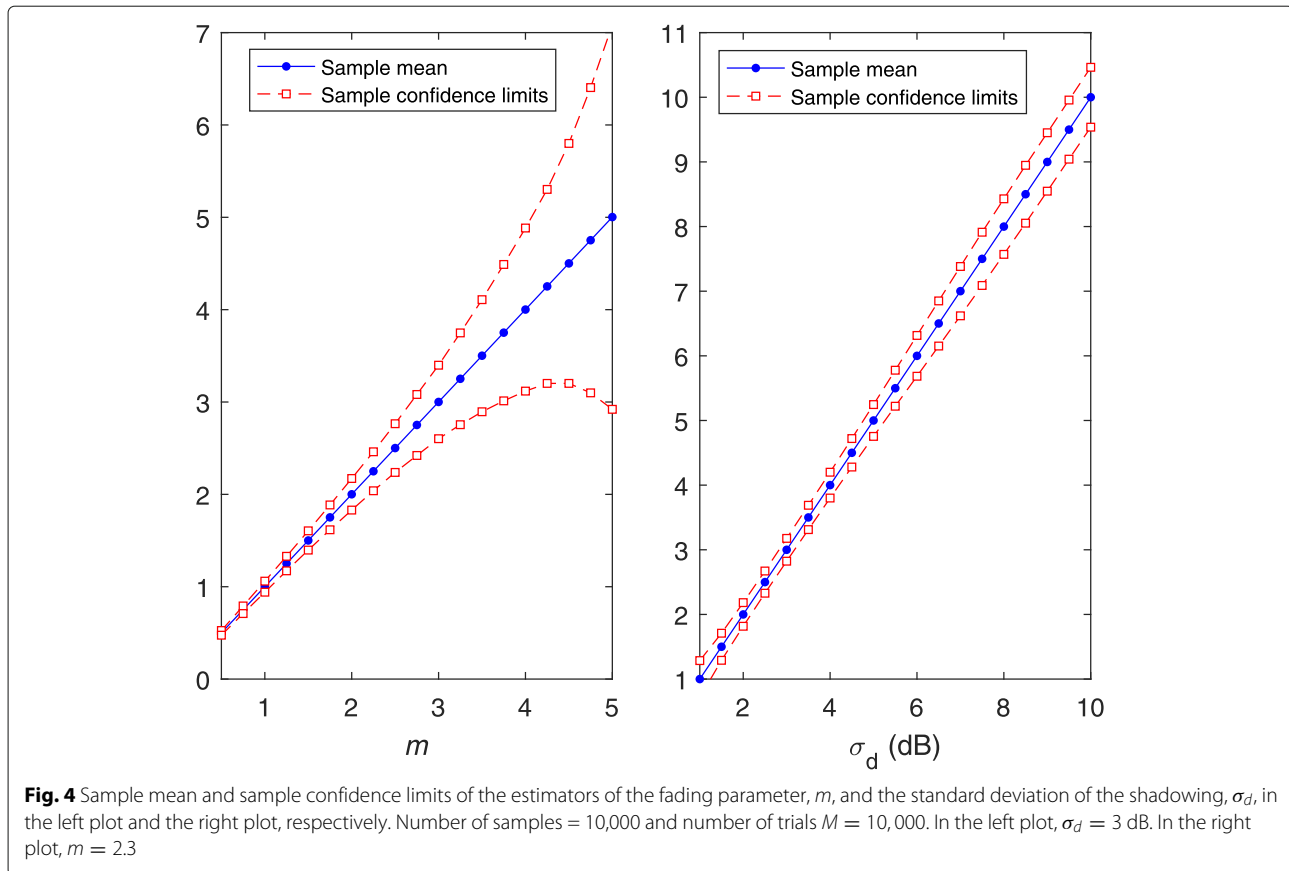 7
6
5
4
3
2
1
0
Sample mean
Sample confidence limits
1 2 3 4 5
m
11
10
9
8
7
6
5
4
3
2
1
Sample mean
Sample confidence limits
2 4 6 8 10
σd (dB)
Fig. 4 Sample mean and sample confidence limits of the estimators of the fading parameter, m, and the standard deviation of the shadowing, σd, in
the left plot and the right plot, respectively. Number of samples = 10,000 and number of trials M = 10, 000. In the left plot, σd = 3 dB. In the right
plot, m = 2.3